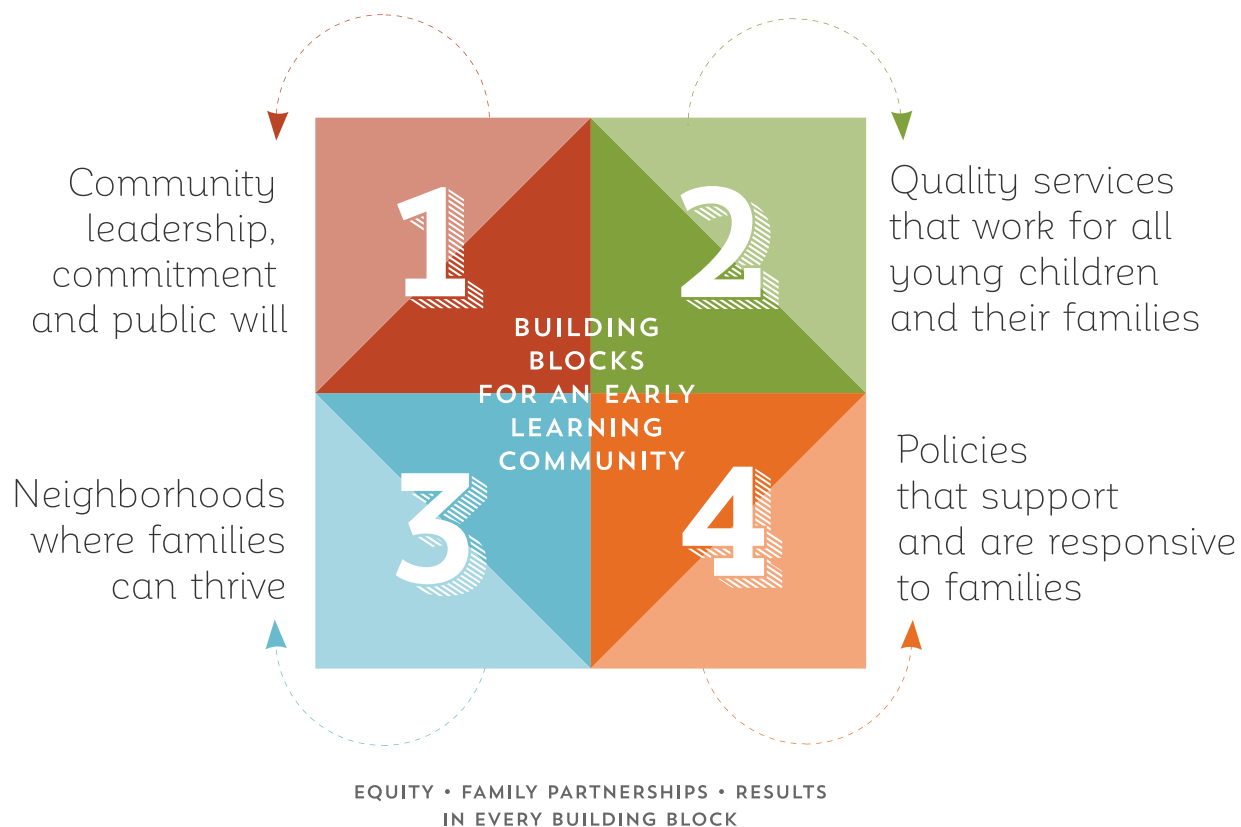 1
Community
leadership,
commitment
and public will
2
Quality services
that work for all
young children
and their families
BUILDING
BLOCKS
FOR AN EARLY
LEARNING
COMMUNITY
3
Neighborhoods
where families
can thrive
4
Policies
that support
and are responsive
to families
EQUITY • FAMILY PARTNERSHIPS • RESULTS
IN EVERY BUILDING BLOCK